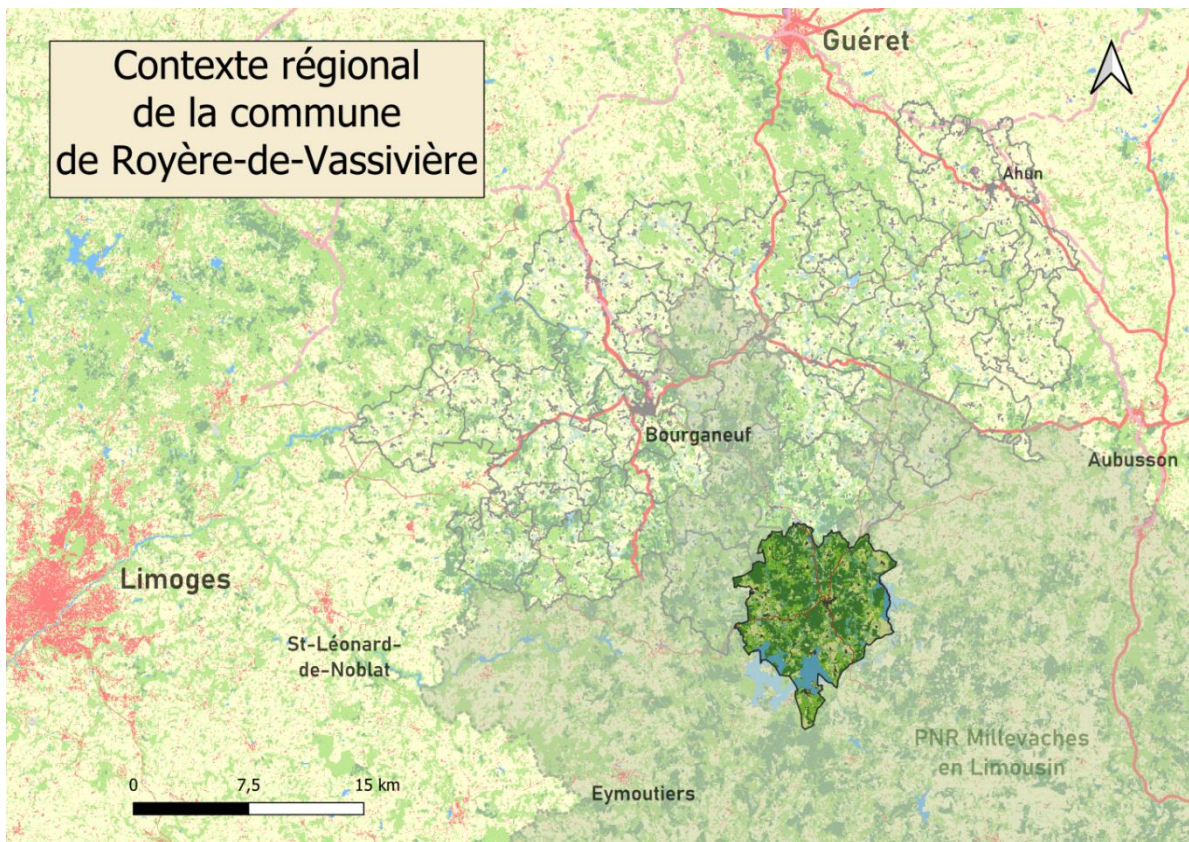 Contexte régional
de la commune
de Royère-de-Vassivière
Guéret
Ahun
Bourganeuf
Aubusson
Limoges
St-Léonard-
de-Noblat
PNR Millevaches
en Limousin
0 7,5 15 km
Eymoutiers